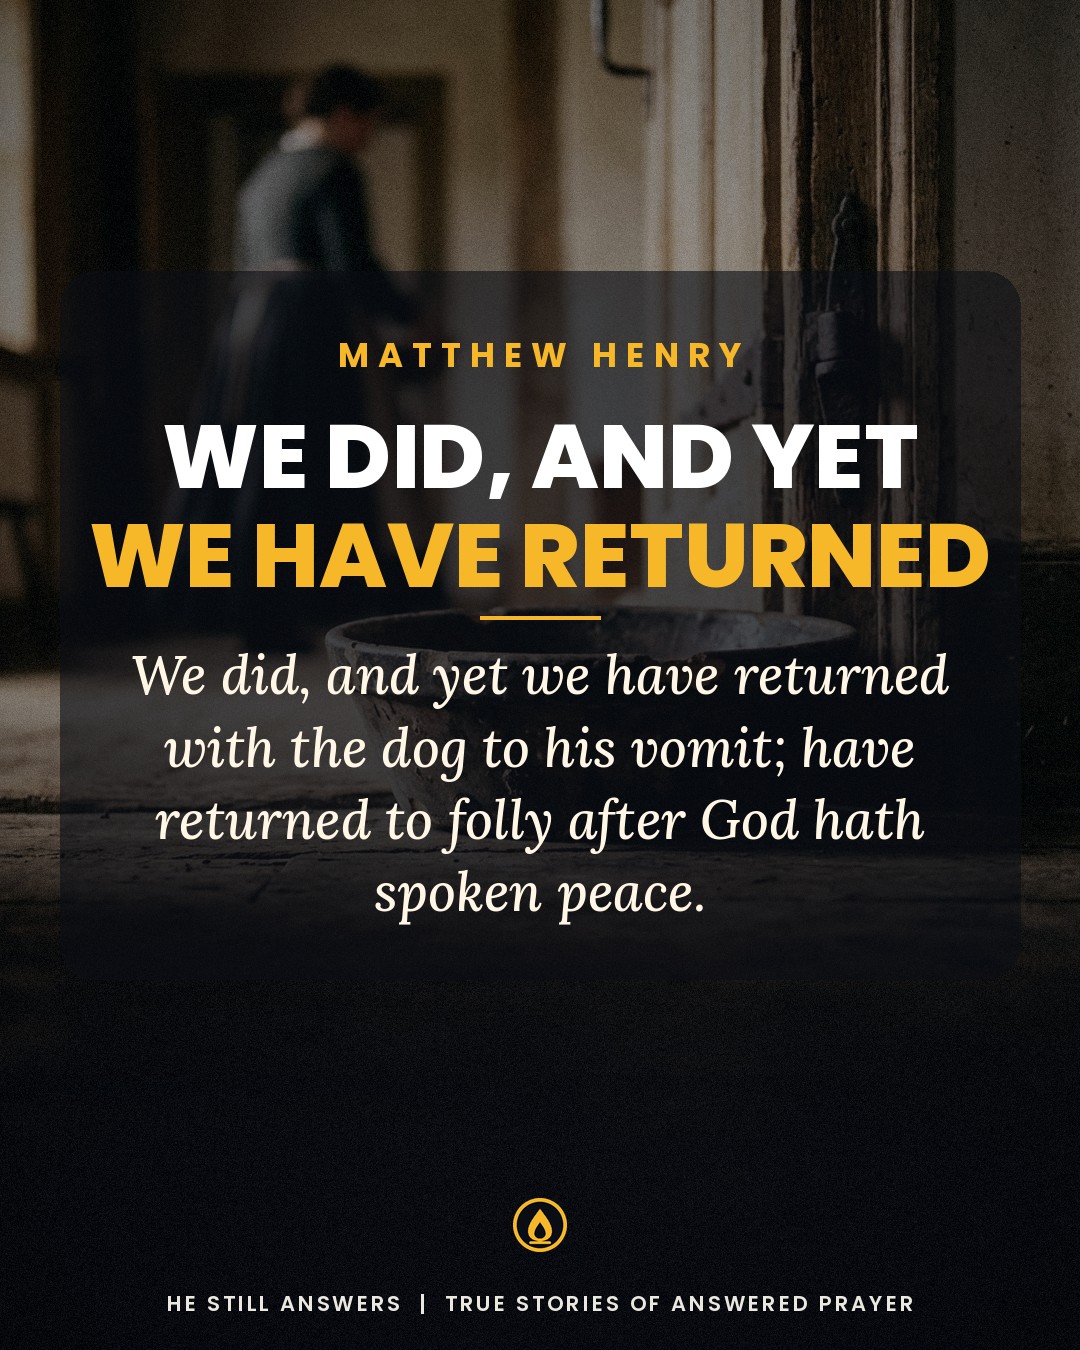 MATTHEW HENRY
WE DID, AND YET
WE HAVE RETURNED
We did, and yet we have returned
with the dog to his vomit; have
returned to folly after God hath
spoken peace.
HE STILL ANSWERS | TRUE STORIES OF ANSWERED PRAYER